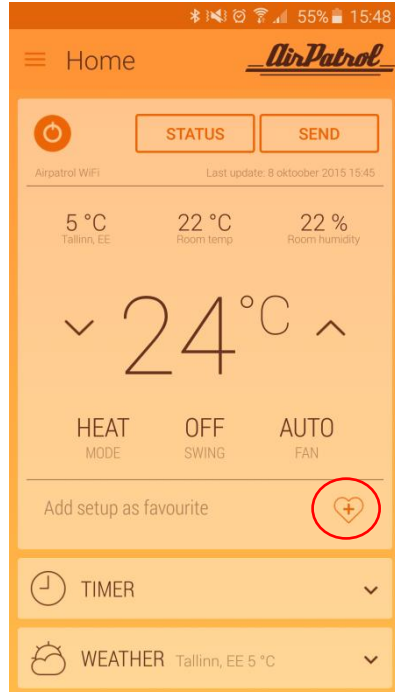 55% 15:48
Home AirPatrol
STATUS SEND
Airpatrol WiFi Last update: 8 oktoober 2015 15:45
5 °C 22 °C 22 %
Tallinn, EE Room temp Room humidity
24°C
HEAT OFF AUTO
MODE SWING FAN
Add setup as favourite
TIMER
WEATHER Tallinn, EE 5 °C